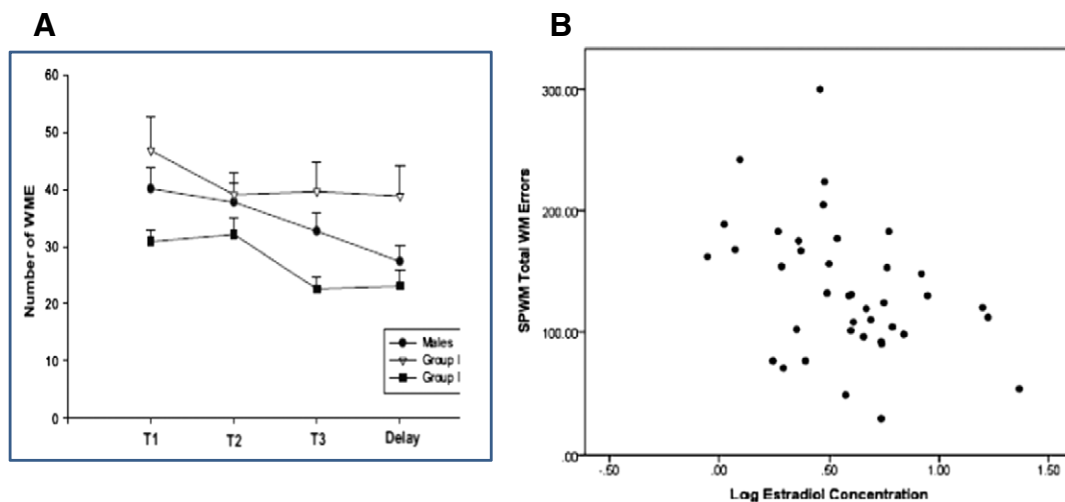 A
60
50
40
30
20
10
0
Number of WME
T1 T2 T3 Delay
Males
Group I
Group I
B
300.00
200.00
100.00
.00
SPWM Total WM Errors
-.50 .00 .50 1.00 1.50
Log Estradiol Concentration